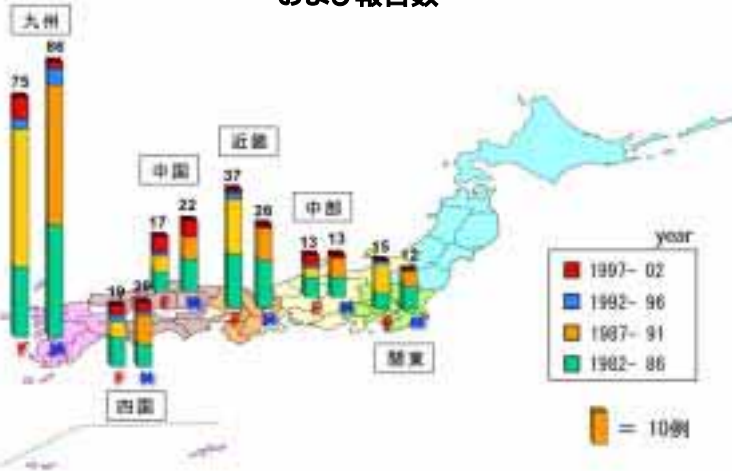 および報告数
九州
86
75
近畿
中国
37
22
中部
17
26
13 13
15
12
19
year
1997- 02
1992- 96
1987- 91
1982- 86
F M
F M
F M
F M
F M
F M
関東
四国
= 10例